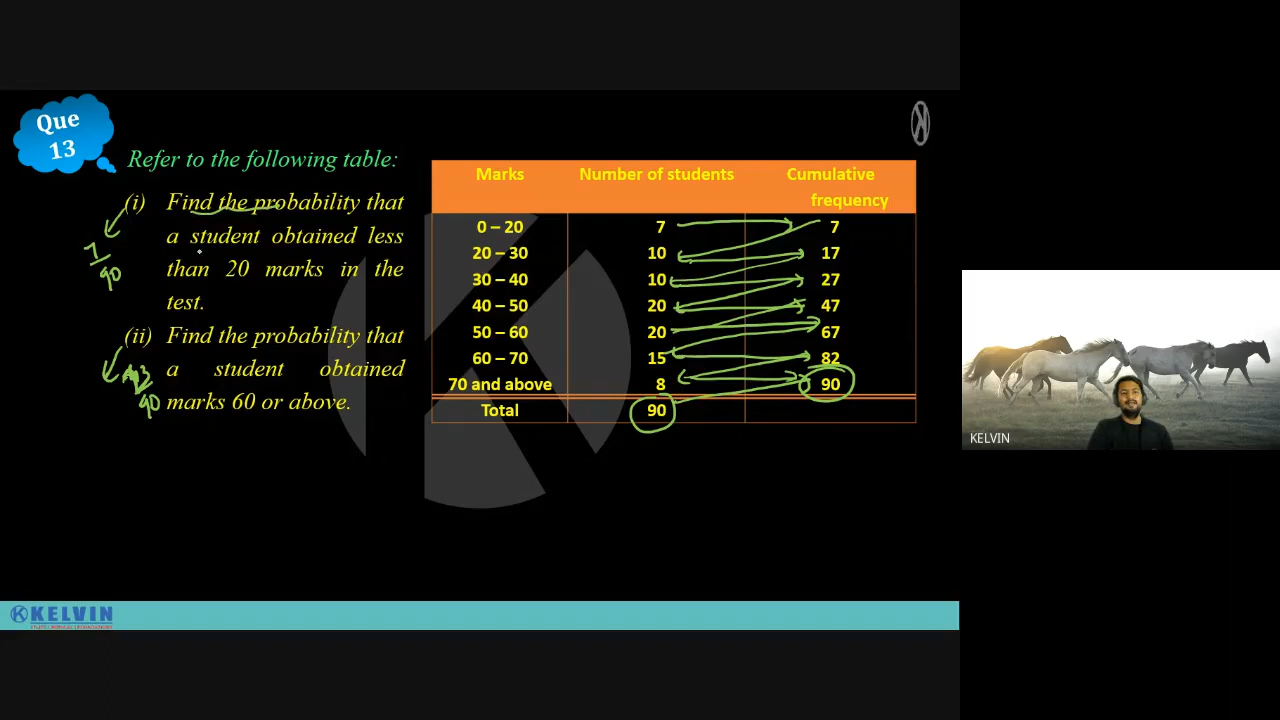 Que
13
Refer to the following table:
(i) Find the probability that
a student obtained less
than 20 marks in the
test.
(ii) Find the probability that
a student obtained
marks 60 or above.
7
90
90
Marks Number of students Cumulative
frequency
0 – 20 7 7
20 – 30 10 17
30 – 40 10 27
40 – 50 20 47
50 – 60 20 67
60 – 70 15 82
70 and above 8 90
Total 90
KELVIN
KELVIN